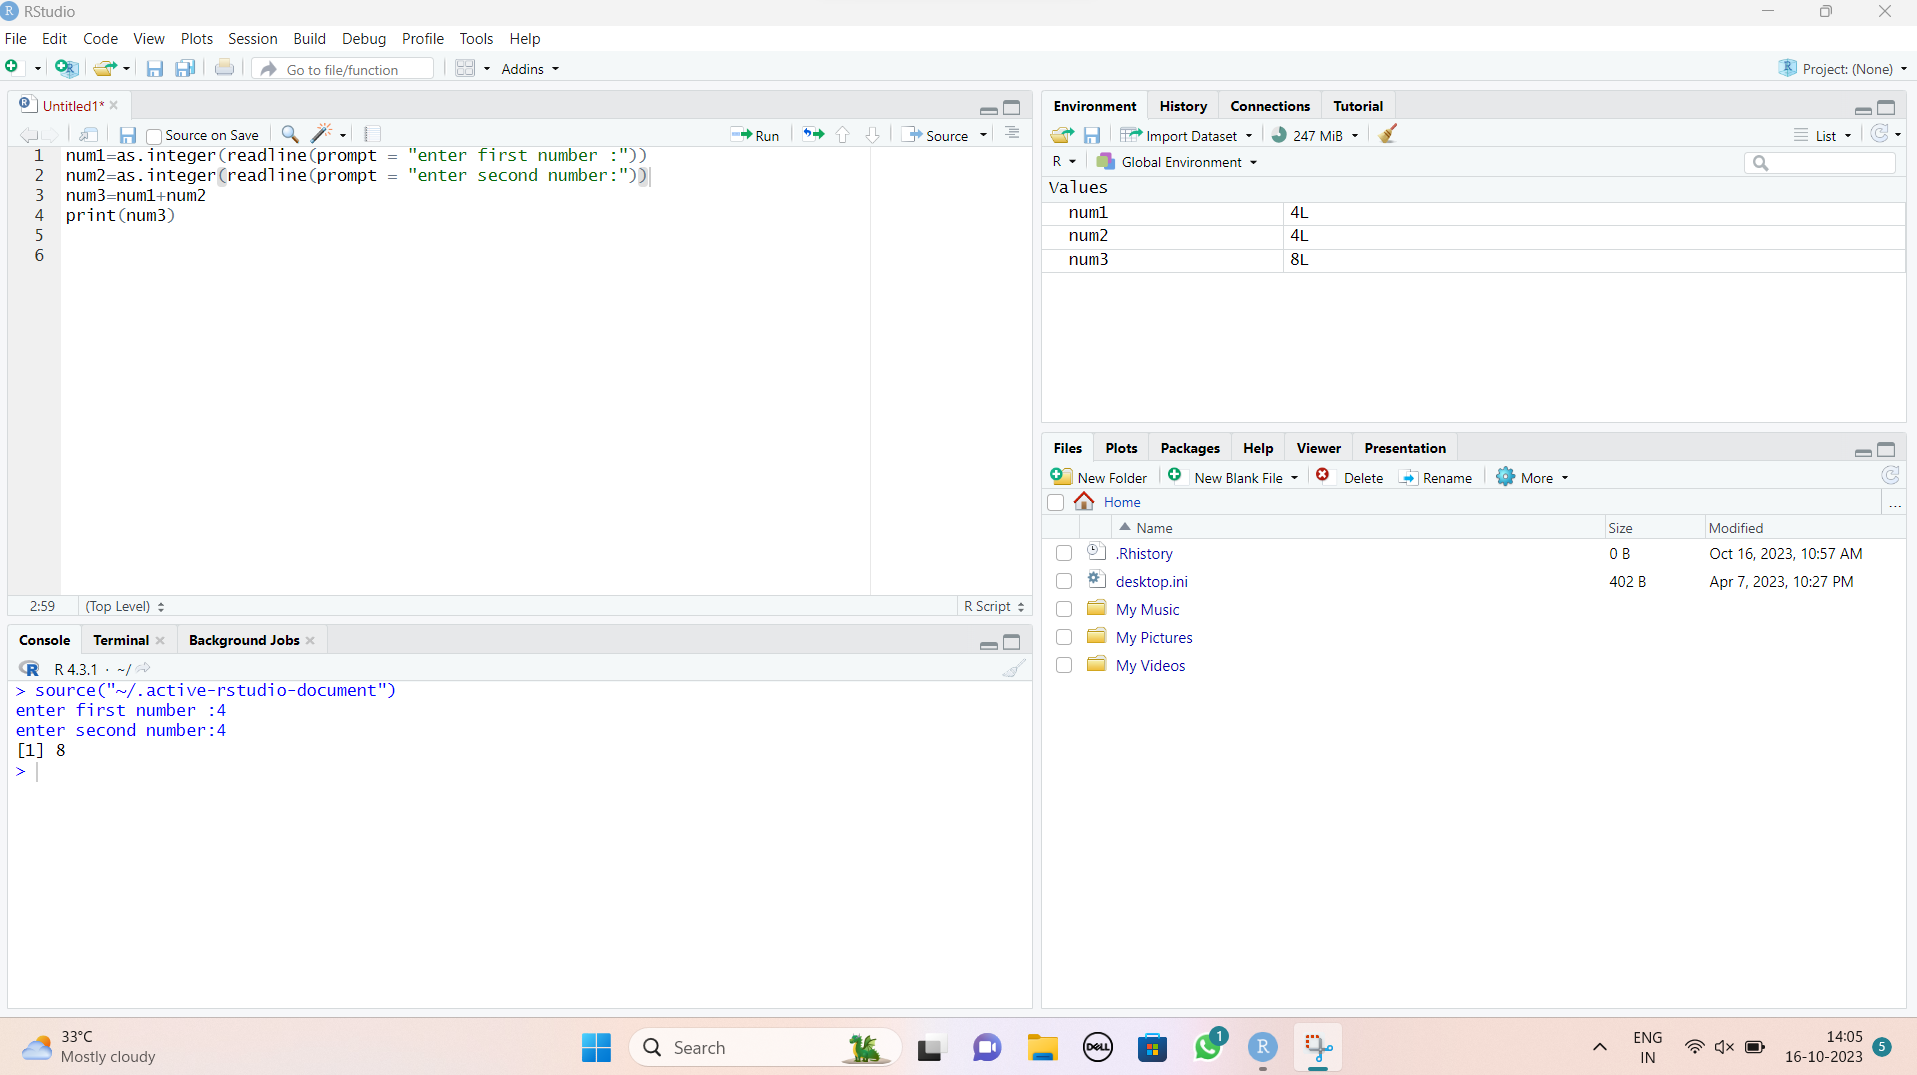 RStudio
File Edit Code View Plots Session Build Debug Profile Tools Help
Go to file/function Addins Project: (None)
Untitled1*
Source on Save Run Source
1 num1=as.integer(readline(prompt = "enter first number :"))
2 num2=as.integer(readline(prompt = "enter second number:"))
3 num3=num1+num2
4 print(num3)
5
6
2:59 (Top Level) R Script
Console Terminal Background Jobs
R 4.3.1 · ~/
> source("~/.active-rstudio-document")
enter first number :4
enter second number:4
[1] 8
>
Environment History Connections Tutorial
Import Dataset 247 MiB List
R Global Environment
Values
num1 4L
num2 4L
num3 8L
Files Plots Packages Help Viewer Presentation
New Folder New Blank File Delete Rename More
Home ...
Name Size Modified
.Rhistory 0 B Oct 16, 2023, 10:57 AM
desktop.ini 402 B Apr 7, 2023, 10:27 PM
My Music
My Pictures
My Videos
33°C
Mostly cloudy
Search
DELL
1
R
ENG
IN
14:05
16-10-2023
5